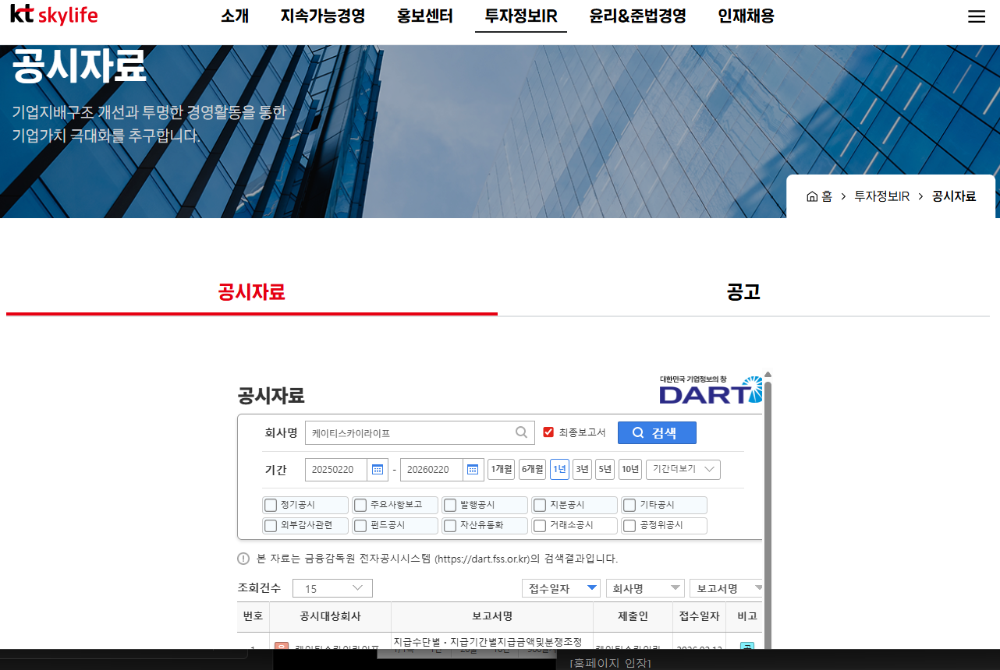 kt skylife
소개 지속가능경영 홍보센터 투자정보IR 윤리&준법경영 인재채용
공시자료
기업지배구조 개선과 투명한 경영활동을 통한
기업가치 극대화를 추구합니다.
홈 > 투자정보IR > 공시자료
공시자료 공고
대한민국 기업정보의 창
DART
공시자료
회사명 케이티스카이라이프 최종보고서 검색
기간 20250220 - 20260220 1개월 6개월 1년 3년 5년 10년 기간더보기
정기공시 주요사항보고 발행공시 지분공시 기타공시
외부감사관련 펀드공시 자산유동화 거래소공시 공정위공시
본 자료는 금융감독원 전자공시시스템 (https://dart.fss.or.kr)의 검색결과입니다.
조회건수 15 접수일자 회사명 보고서명
번호 공시대상회사 보고서명 제출인 접수일자 비고
지급수단별・지급기간별지급금액및분쟁조정
[홈페이지 입장]